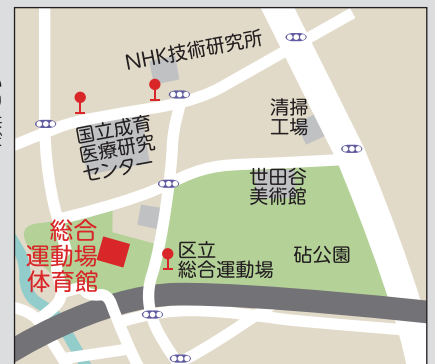 NHK技術研究所
国立成育
医療研究
センター
清掃
工場
世田谷
美術館
総合
運動場
体育館
区立
総合運動場
砧公園